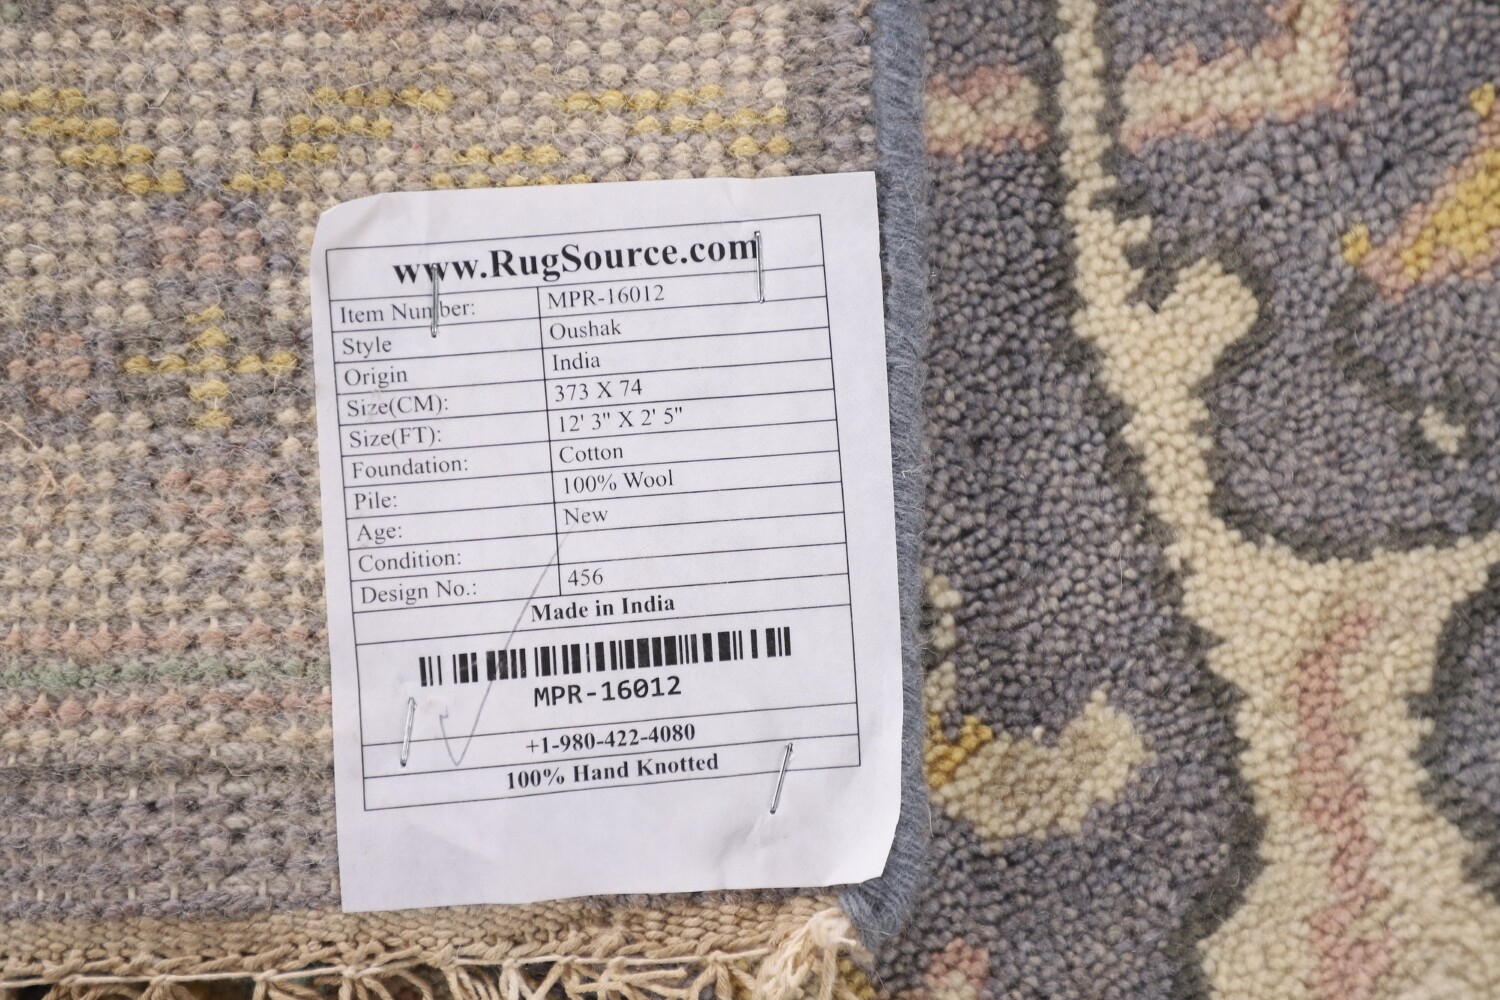 www.RugSource.com
Item Number: MPR-16012
Style Oushak
Origin India
Size(CM): 373 X 74
Size(FT): 12' 3" X 2' 5"
Foundation: Cotton
Pile: 100% Wool
Age: New
Condition:
Design No.: 456
Made in India
MPR-16012
+1-980-422-4080
100% Hand Knotted